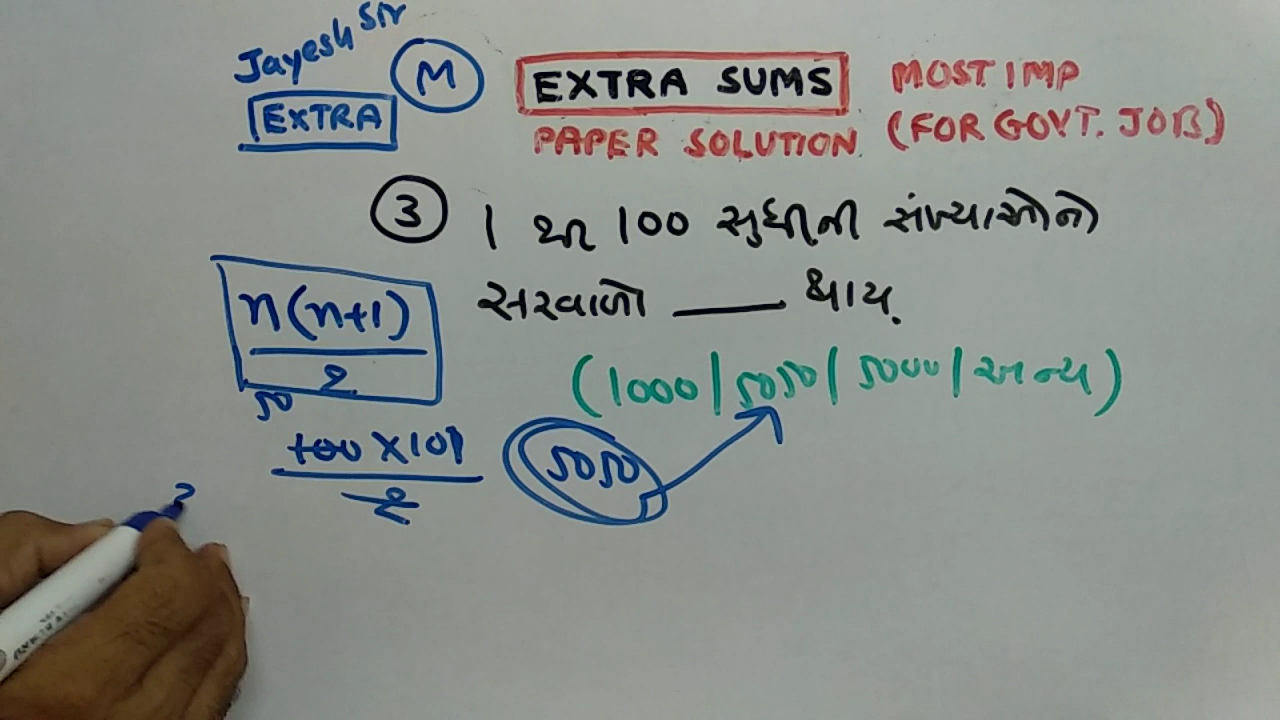 Jayesh Sir
EXTRA
M
EXTRA SUMS
MOST IMP
PAPER SOLUTION (FOR GOVT. JOB)
3 1 થી 100 સુધીની સંખ્યાઓનો
સરવાળો ____ થાય.
(1000 | 5050 | 5000 | અન્ય)
n(n+1)
2
50
100 × 101
2
5050